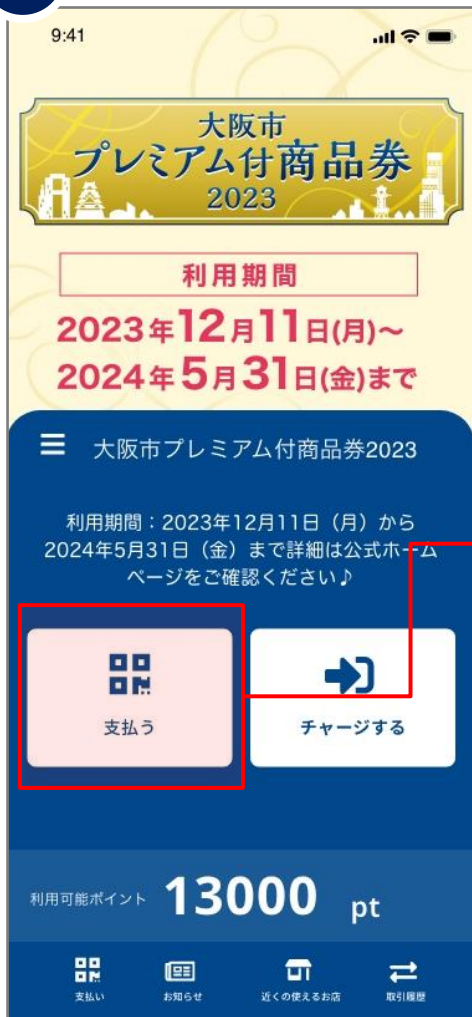 9:41
大阪市
プレミアム付商品券
2023
利用期間
2023年12月11日(月)～
2024年5月31日(金)まで
大阪市プレミアム付商品券2023
利用期間：2023年12月11日（月）から
2024年5月31日（金）まで詳細は公式ホーム
ページをご確認ください♪
支払う
チャージする
利用可能ポイント 13000 pt
支払い お知らせ 近くの使えるお店 取引履歴